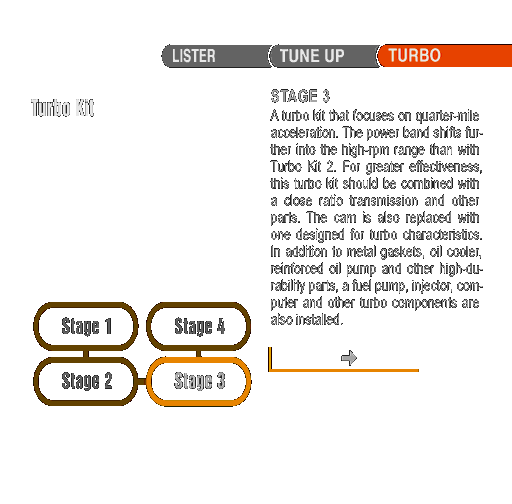 LISTER
TUNE UP
TURBO
Turbo Kit
STAGE 3
A turbo kit that focuses on quarter-mile
acceleration. The power band shifts fur-
ther into the high-rpm range than with
Turbo Kit 2. For greater effectiveness,
this turbo kit should be combined with
a close ratio transmission and other
parts. The cam is also replaced with
one designed for turbo characteristics.
In addition to metal gaskets, oil cooler,
reinforced oil pump and other high-du-
rability parts, a fuel pump, injector, com-
puter and other turbo components are
also installed.
Stage 1
Stage 4
Stage 2
Stage 3